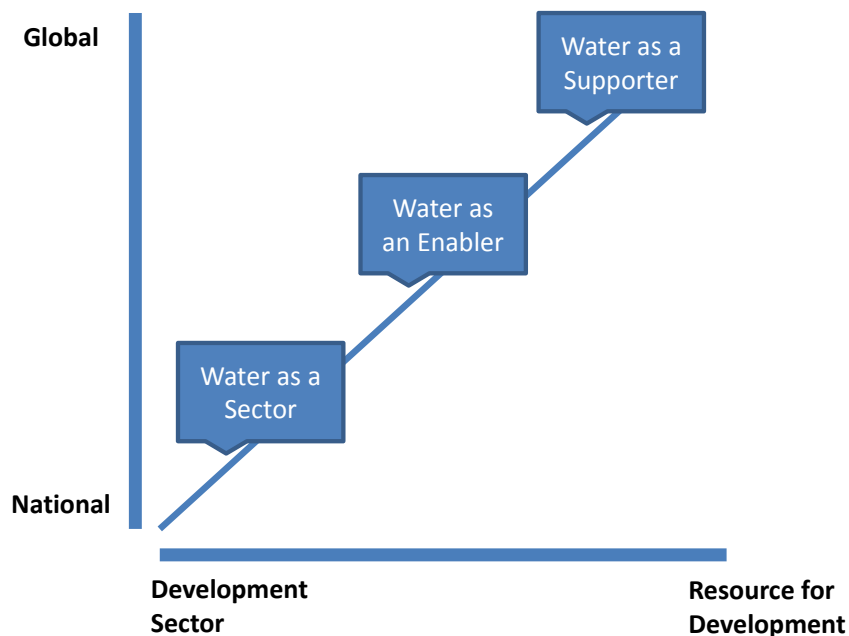 Global
Water as a
Supporter
Water as
an Enabler
Water as a
Sector
National
Development
Sector
Resource for
Development